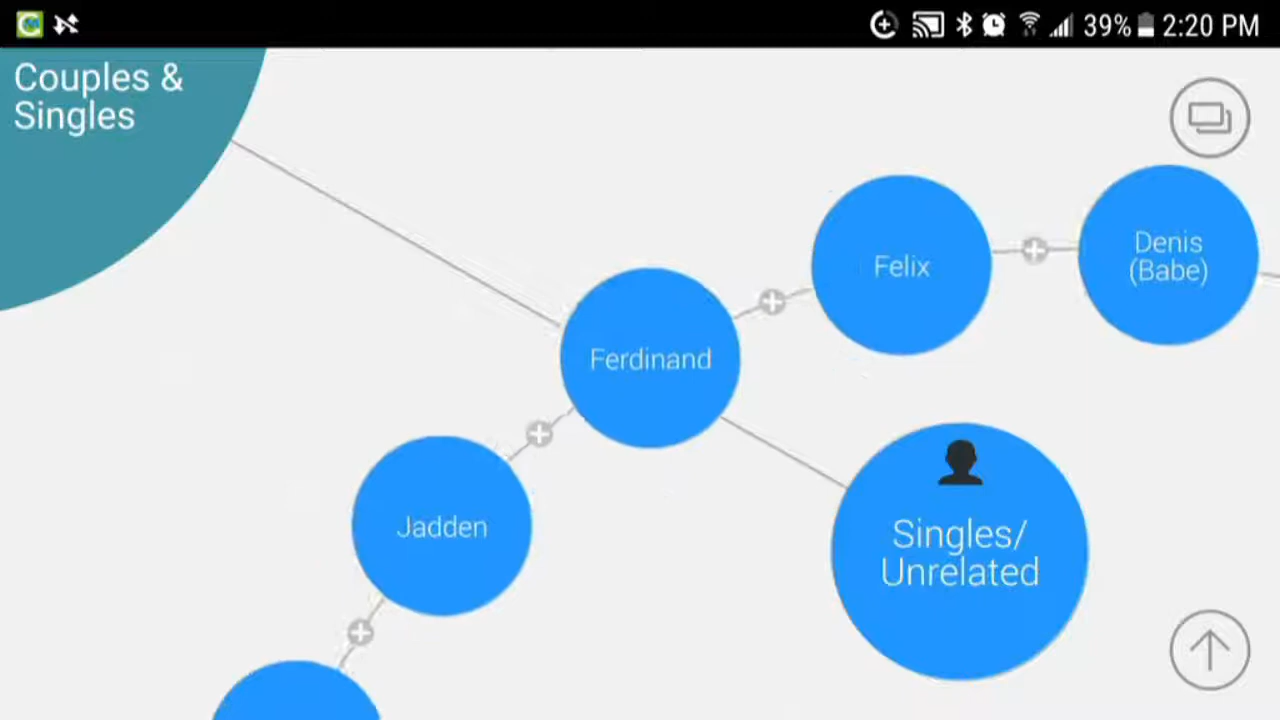 39% 2:20 PM
Couples &
Singles
Felix
Denis
(Babe)
Ferdinand
Jadden
Singles/
Unrelated